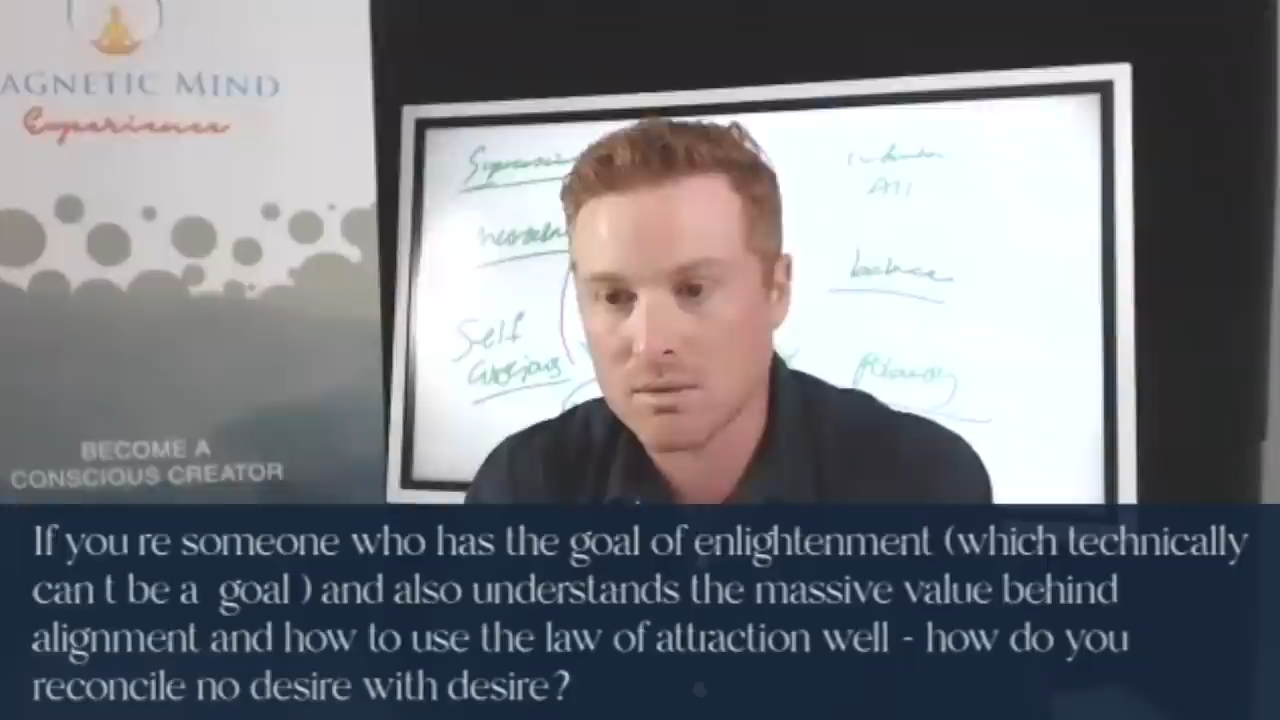 AGNETIC MIND
Experience
BECOME A
CONSCIOUS CREATOR
Self
balance
If you re someone who has the goal of enlightenment (which technically
can t be a goal ) and also understands the massive value behind
alignment and how to use the law of attraction well - how do you
reconcile no desire with desire?